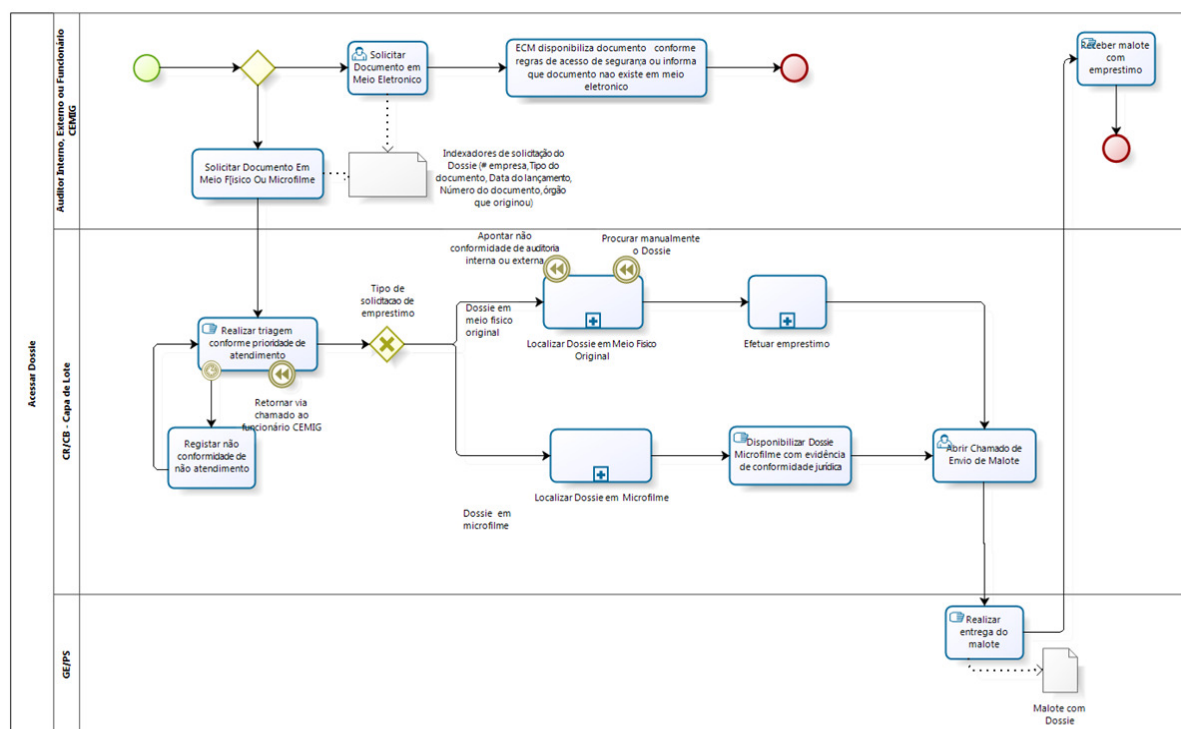 Acessar Dossie
Auditor Interno, Externo ou Funcionário
CEMIG
Solicitar
Documento em
Meio Eletronico
ECM disponibiliza documento conforme
regras de acesso de segurança ou informa
que documento nao existe em meio
eletronico
Receber malote
com
emprestimo
Solicitar Documento Em
Meio F[isico Ou Microfilme
Indexadores de solicitação do
Dossie (# empresa, Tipo do
documento, Data do lançamento,
Número do documento, órgão
que originou)
CR/CB - Capa de Lote
Apontar não
conformidade de auditoria
interna ou externa
Procurar manualmente
o Dossie
Tipo de
solicitacao de
emprestimo
Dossie em
meio fisico
original
Realizar triagem
conforme prioridade de
atendimento
Localizar Dossie em Meio Fisico
Original
Efetuar emprestimo
Retornar via
chamado ao
funcionário CEMIG
Registar não
conformidade de
não atendimento
Disponibilizar Dossie
Microfilme com evidência
de conformidade jurídica
Abrir Chamado de
Envio de Malote
Localizar Dossie em Microfilme
Dossie em
microfilme
GE/PS
Realizar
entrega do
malote
Malote com
Dossie